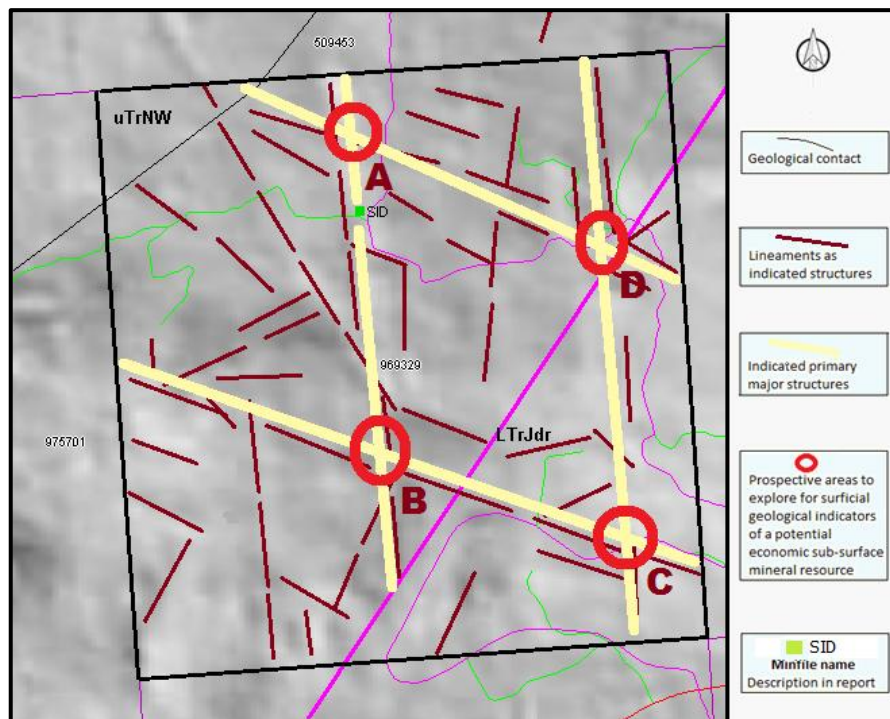 509453
uTrNW
A
SID
D
969329
975701
LTrJdr
B
C
Geological contact
Lineaments as
indicated structures
Indicated primary
major structures
Prospective areas to
explore for surficial
geological indicators
of a potential
economic sub-surface
mineral resource
SID
Minfile name
Description in report